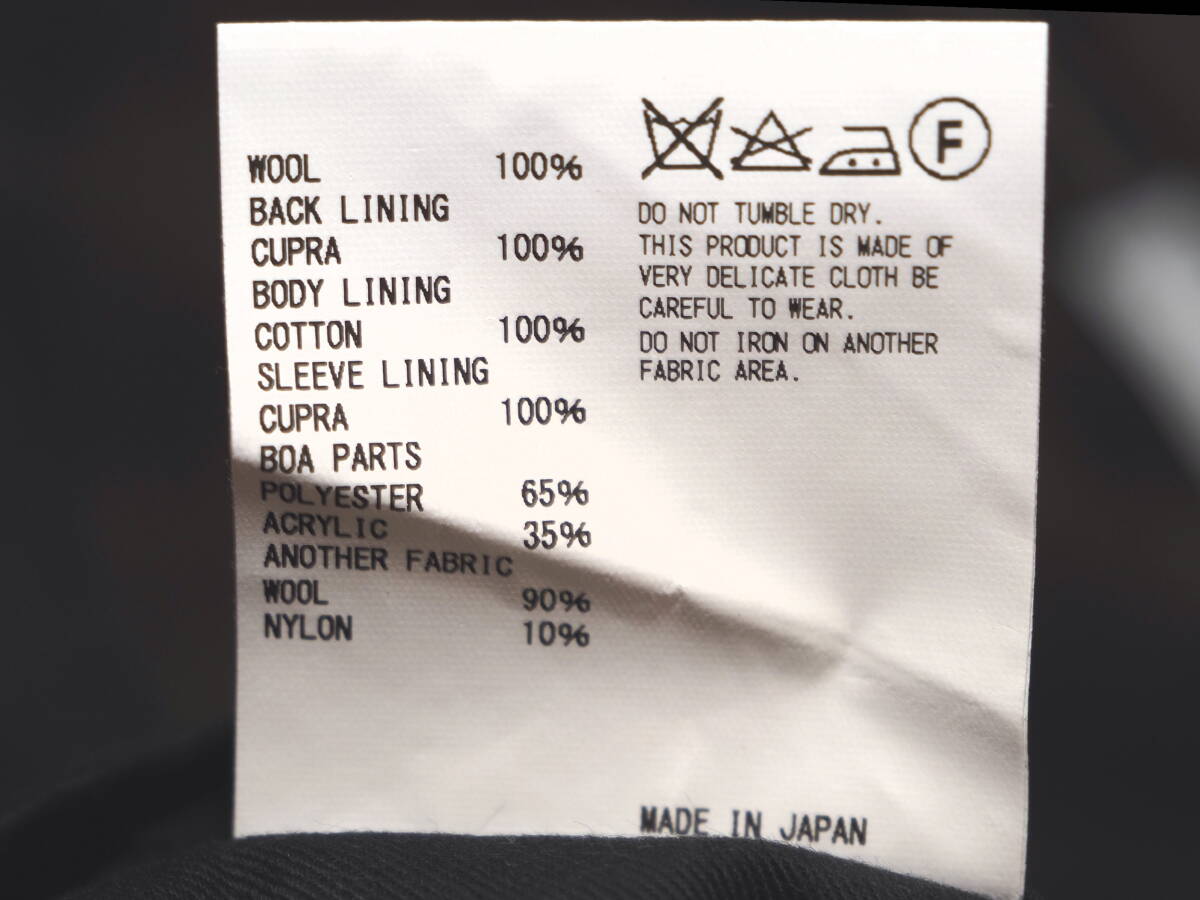 WOOL 100%
BACK LINING
CUPRA 100%
BODY LINING
COTTON 100%
SLEEVE LINING
CUPRA 100%
BOA PARTS
POLYESTER 65%
ACRYLIC 35%
ANOTHER FABRIC
WOOL 90%
NYLON 10%
F
DO NOT TUMBLE DRY.
THIS PRODUCT IS MADE OF
VERY DELICATE CLOTH BE
CAREFUL TO WEAR.
DO NOT IRON ON ANOTHER
FABRIC AREA.
MADE IN JAPAN